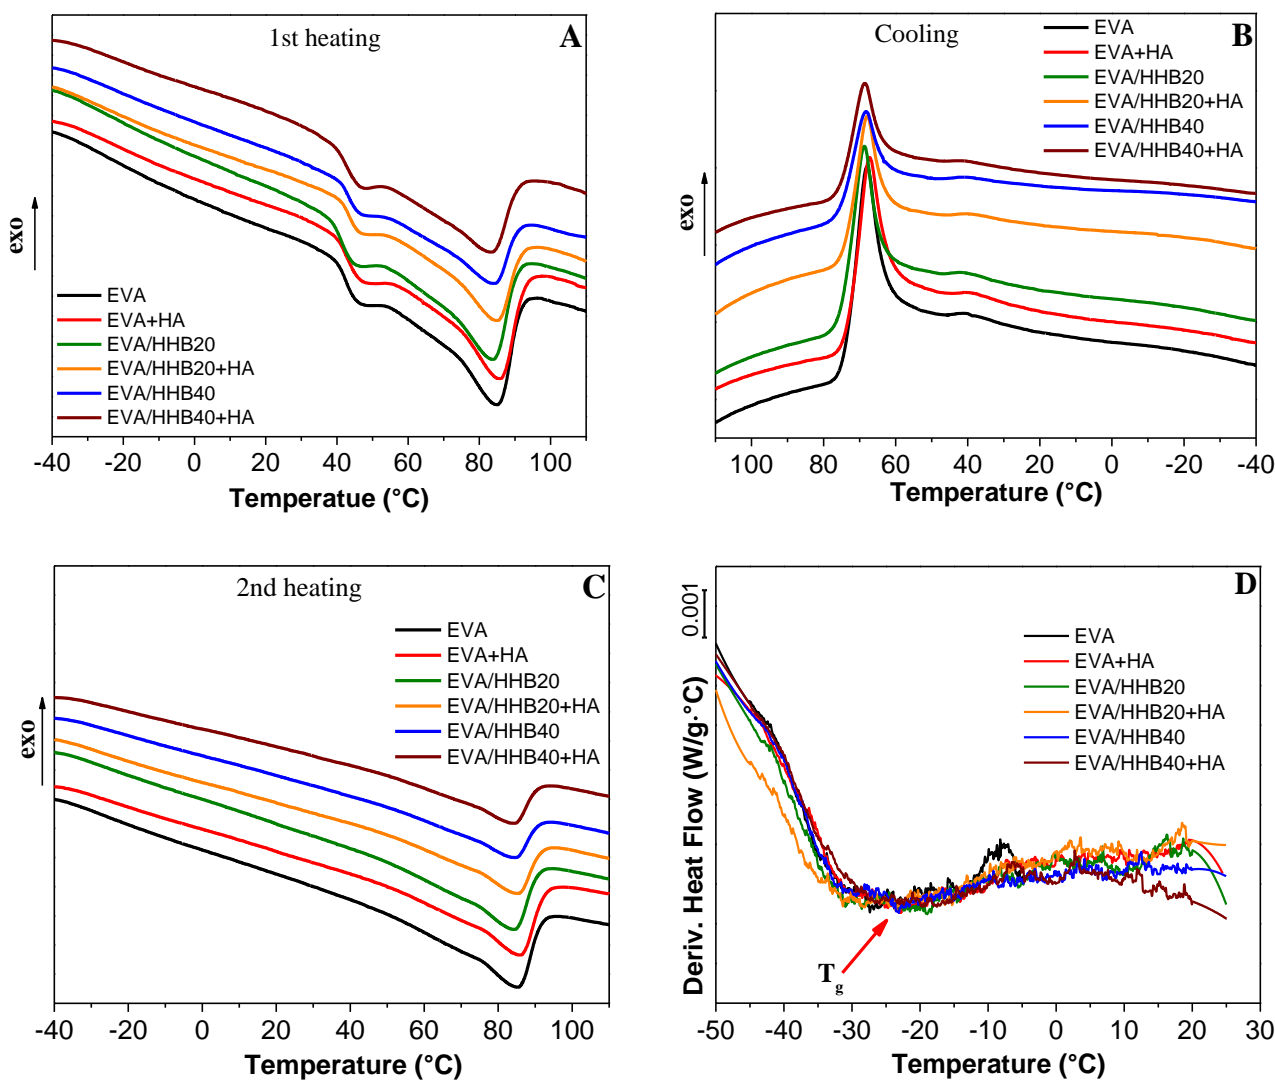 1st heating
A
exo
EVA
EVA+HA
EVA/HHB20
EVA/HHB20+HA
EVA/HHB40
EVA/HHB40+HA
-40 -20 0 20 40 60 80 100
Temperatue (°C)
Cooling
B
exo
EVA
EVA+HA
EVA/HHB20
EVA/HHB20+HA
EVA/HHB40
EVA/HHB40+HA
100 80 60 40 20 0 -20 -40
Temperature (°C)
2nd heating
C
exo
EVA
EVA+HA
EVA/HHB20
EVA/HHB20+HA
EVA/HHB40
EVA/HHB40+HA
-40 -20 0 20 40 60 80 100
Temperature (°C)
D
0.001
Deriv. Heat Flow (W/g·°C)
EVA
EVA+HA
EVA/HHB20
EVA/HHB20+HA
EVA/HHB40
EVA/HHB40+HA
Tg
-50 -40 -30 -20 -10 0 10 20 30
Temperature (°C)